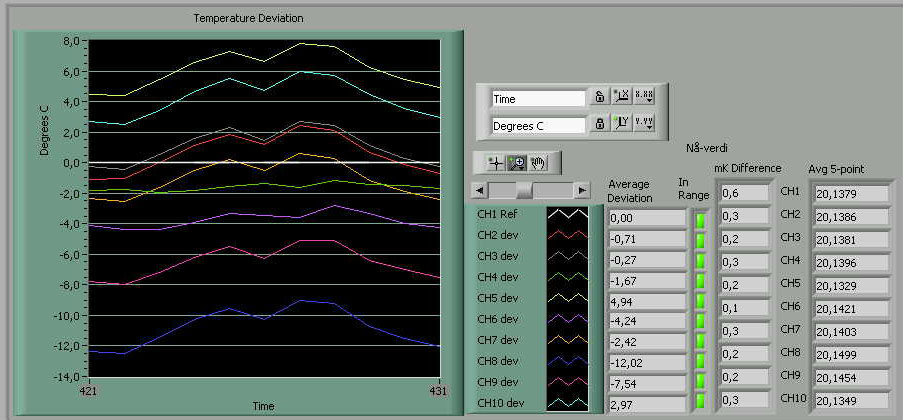 Temperature Deviation
Degrees C
8,0
6,0
4,0
2,0
0,0
-2,0
-4,0
-6,0
-8,0
-10,0
-12,0
-14,0
421
431
Time
Time
X.XX
Degrees C
Y.YY
Nå-verdi
Average Deviation
In Range
mK Difference
Avg 5-point
CH1 Ref 0,00 0,6 CH1 20,1379
CH2 dev -0,71 0,3 CH2 20,1386
CH3 dev -0,27 0,2 CH3 20,1381
CH4 dev -1,67 0,3 CH4 20,1396
CH5 dev 4,94 0,2 CH5 20,1329
CH6 dev -4,24 0,1 CH6 20,1421
CH7 dev -2,42 0,3 CH7 20,1403
CH8 dev -12,02 0,2 CH8 20,1499
CH9 dev -7,54 0,2 CH9 20,1454
CH10 dev 2,97 0,3 CH10 20,1349